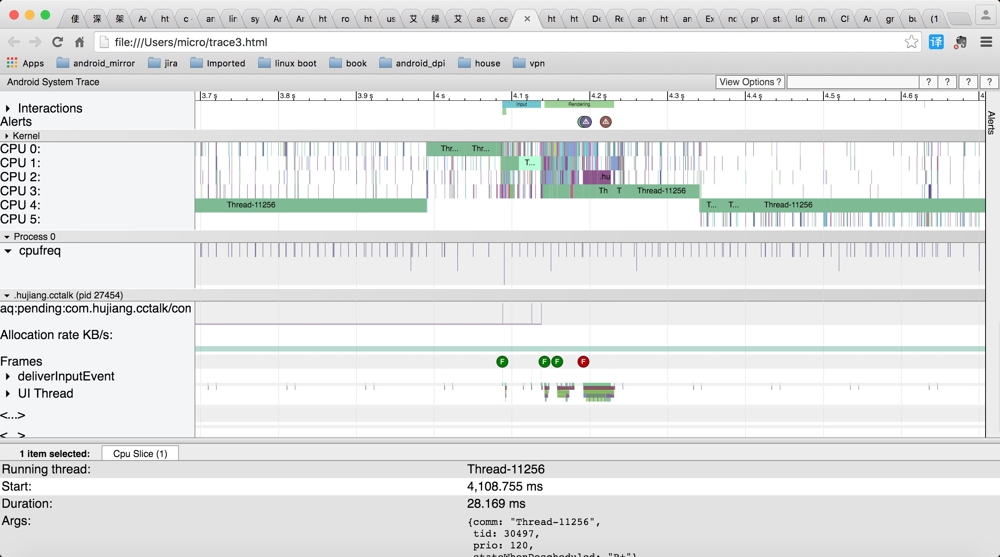 使 深 架 Ar ht c an lin sy Ar Ar ht ro ht us 艾 绿 艾 as ce ht ht De Re an ht an Ex nd pr st ld m CF Ar gr bu (1
file:///Users/micro/trace3.html 译
Apps android_mirror jira Imported linux boot book android_dpi house vpn
Android System Trace View Options ? ? ? ? ?
3.7 s 3.8 s 3.9 s 4 s 4.1 s 4.2 s 4.3 s 4.4 s 4.5 s 4.6 s 4.
Interactions Input Rendering
Alerts
Alerts
Kernel
CPU 0: Thr... Thr...
CPU 1: T...
CPU 2: .hu
CPU 3: Th T Thread-11256
CPU 4: Thread-11256 T... T... Thread-11256
CPU 5:
Process 0
cpufreq
.hujiang.cctalk (pid 27454)
aq:pending:com.hujiang.cctalk/con
Allocation rate KB/s:
Frames F F F F
deliverInputEvent
UI Thread
<...>
<...>
1 item selected: Cpu Slice (1)
Running thread: Thread-11256
Start: 4,108.755 ms
Duration: 28.169 ms
Args: {comm: "Thread-11256",
tid: 30497,
prio: 120,
stateWhenDescheduled: "R+"}